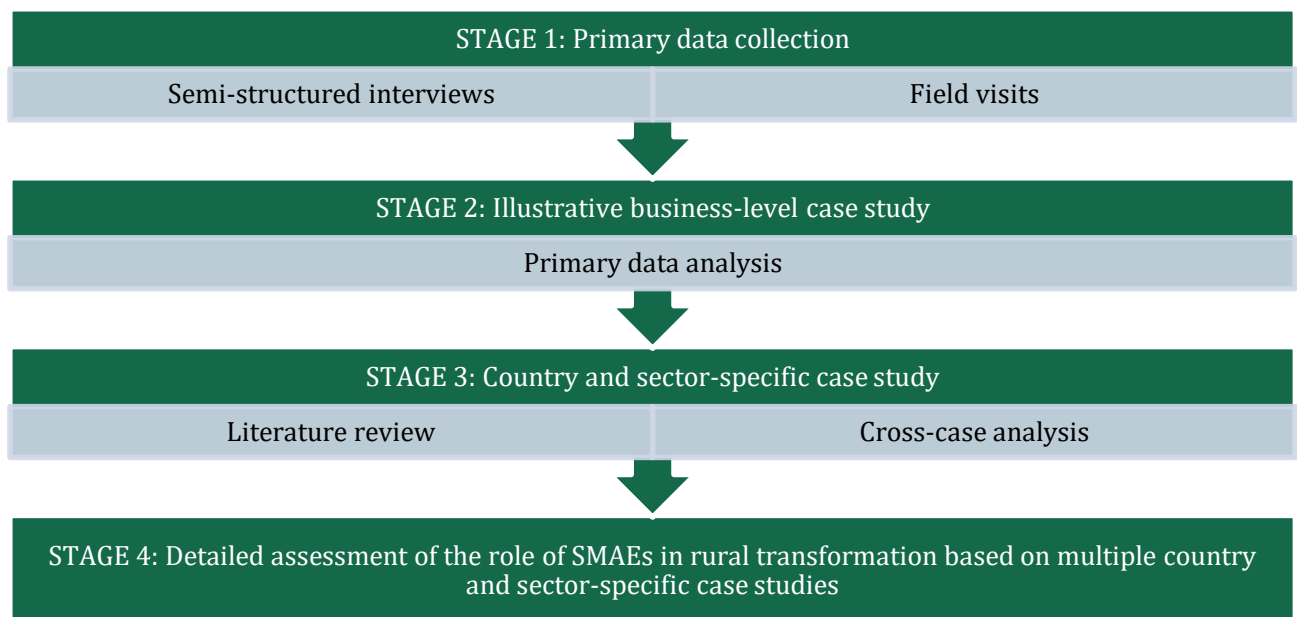 STAGE 1: Primary data collection
Semi-structured interviews
Field visits
STAGE 2: Illustrative business-level case study
Primary data analysis
STAGE 3: Country and sector-specific case study
Literature review
Cross-case analysis
STAGE 4: Detailed assessment of the role of SMAEs in rural transformation based on multiple country
and sector-specific case studies